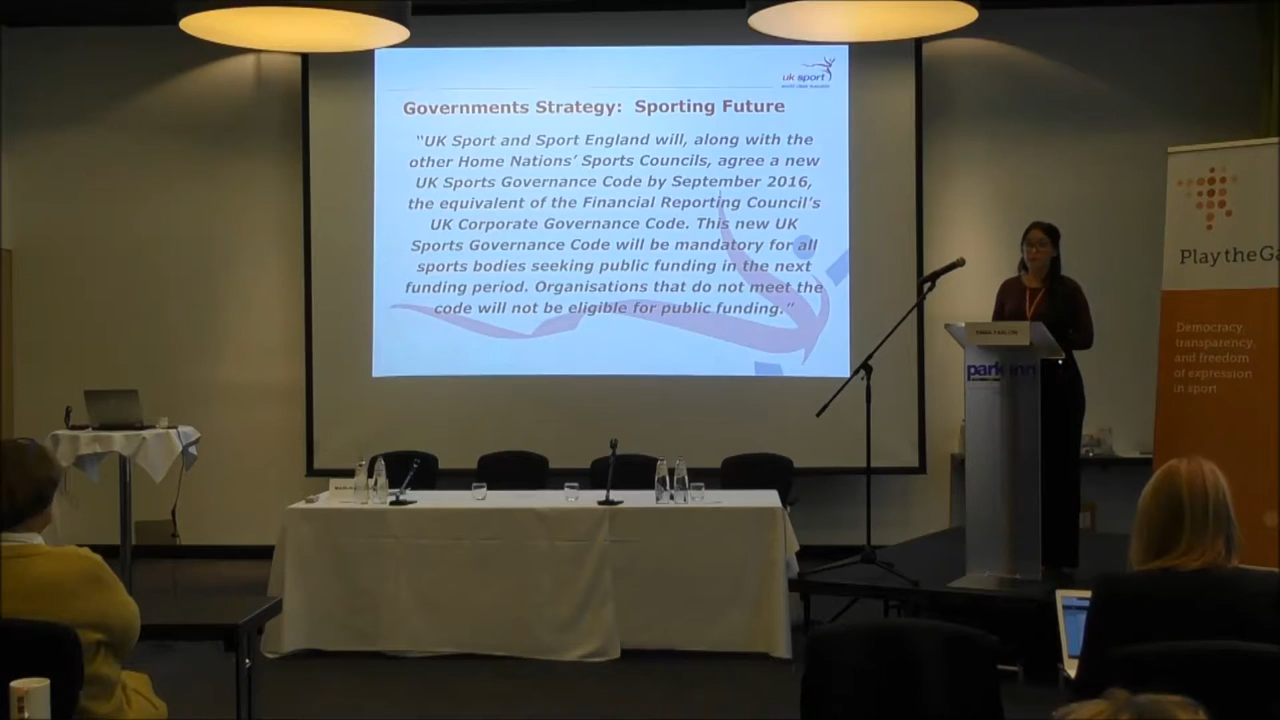 uk sport
Governments Strategy: Sporting Future
“UK Sport and Sport England will, along with the
other Home Nations’ Sports Councils, agree a new
UK Sports Governance Code by September 2016,
the equivalent of the Financial Reporting Council’s
UK Corporate Governance Code. This new UK
Sports Governance Code will be mandatory for all
sports bodies seeking public funding in the next
funding period. Organisations that do not meet the
code will not be eligible for public funding.”
Play the Ga
Democracy,
transparency,
and freedom
of expression
in sport
park inn